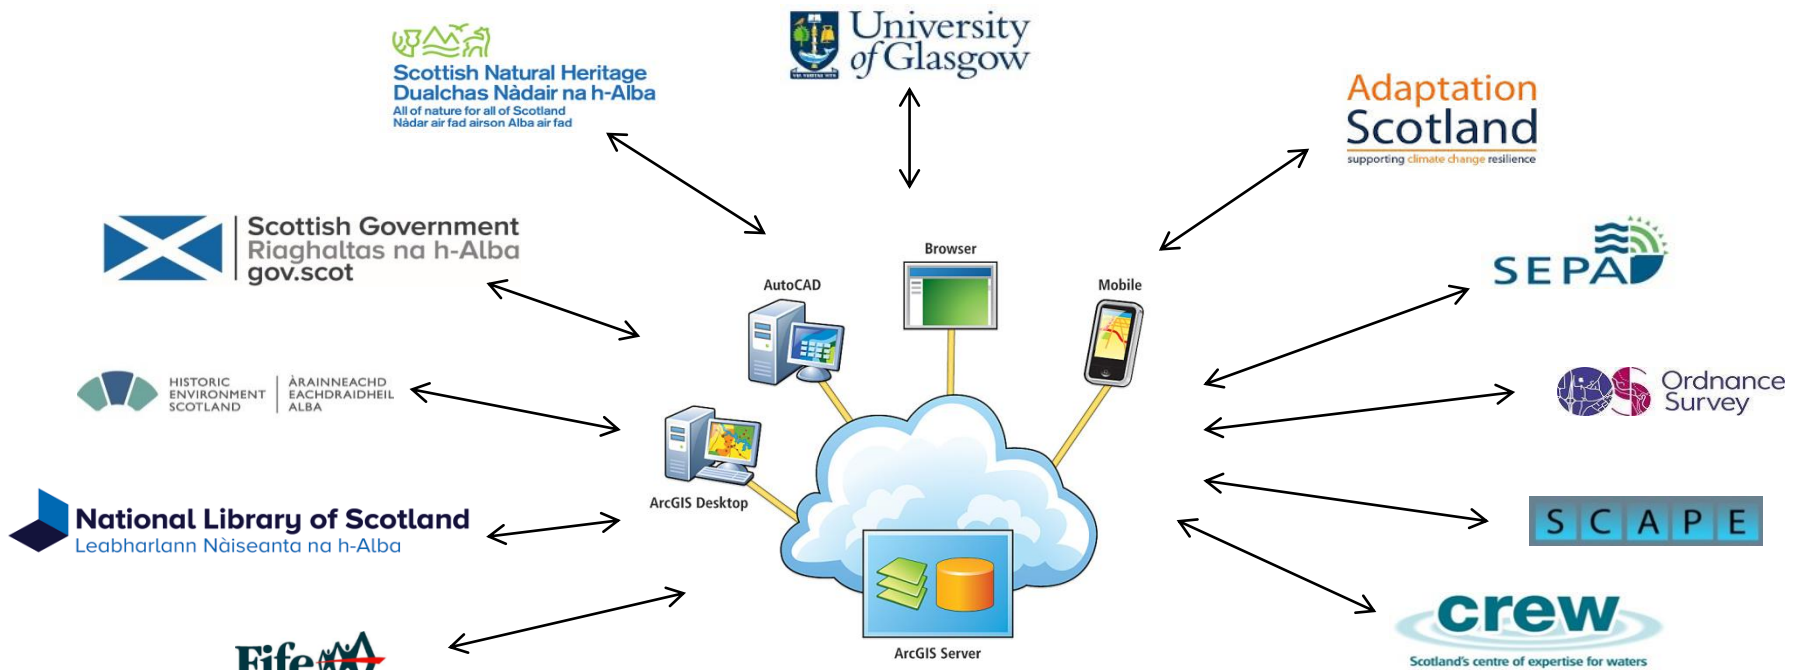 University
of Glasgow
Scottish Natural Heritage
Dualchas Nàdair na h-Alba
All of nature for all of Scotland
Nàdar air fad airson Alba air fad
Adaptation
Scotland
supporting climate change resilience
Scottish Government
Riaghaltas na h-Alba
gov.scot
SEPA
Browser
AutoCAD
Mobile
HISTORIC
ENVIRONMENT
SCOTLAND
ÀRAINNEACHD
EACHDRAIDHEIL
ALBA
Ordnance
Survey
ArcGIS Desktop
National Library of Scotland
Leabharlann Nàiseanta na h-Alba
SCAPE
crew
Scotland's centre of expertise for waters
Fife
ArcGIS Server